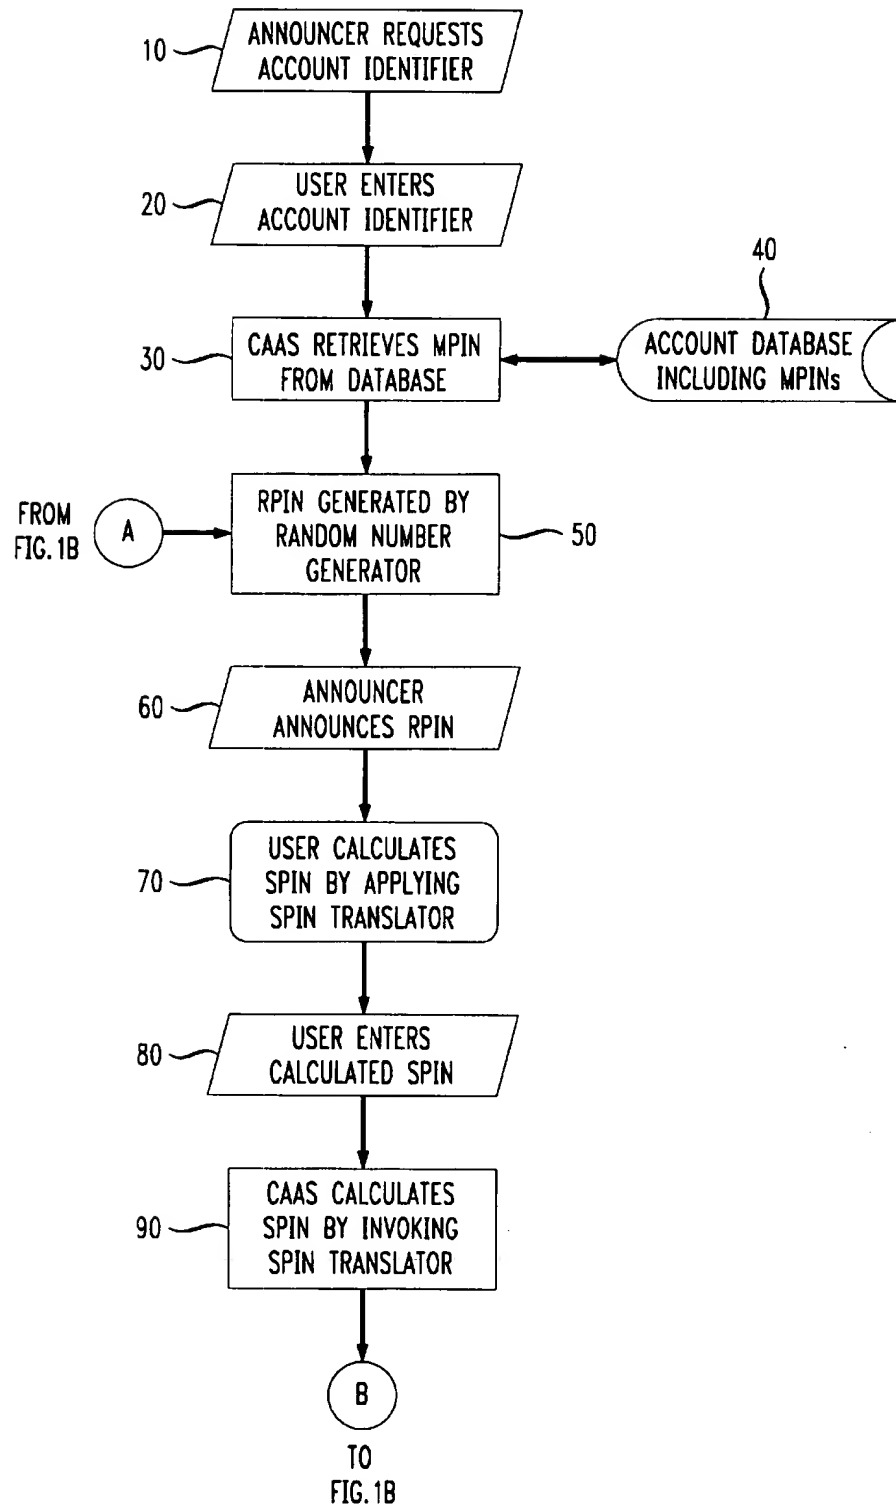 10
ANNOUNCER REQUESTS
ACCOUNT IDENTIFIER
20
USER ENTERS
ACCOUNT IDENTIFIER
40
30
CAAS RETRIEVES MPIN
FROM DATABASE
ACCOUNT DATABASE
INCLUDING MPINs
FROM
FIG.1B
A
RPIN GENERATED BY
RANDOM NUMBER
GENERATOR
50
60
ANNOUNCER
ANNOUNCES RPIN
70
USER CALCULATES
SPIN BY APPLYING
SPIN TRANSLATOR
80
USER ENTERS
CALCULATED SPIN
90
CAAS CALCULATES
SPIN BY INVOKING
SPIN TRANSLATOR
B
TO
FIG.1B